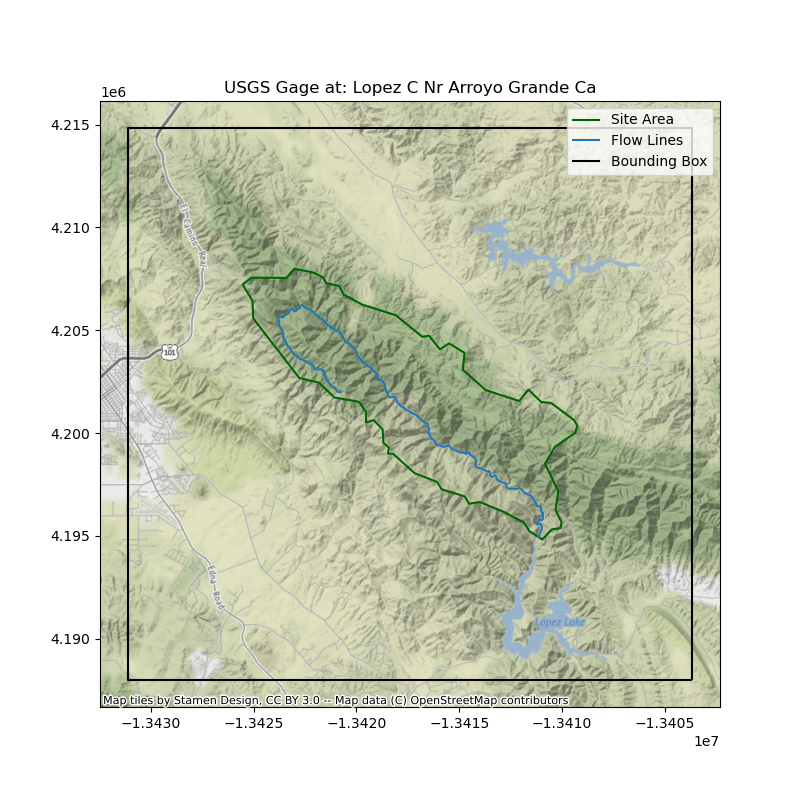 USGS Gage at: Lopez C Nr Arroyo Grande Ca
1e6
Site Area
Flow Lines
Bounding Box
4.215
4.210
4.205
4.200
4.195
4.190
El Camino Real
101
Edna Road
Lopez Lake
Map tiles by Stamen Design, CC BY 3.0 -- Map data (C) OpenStreetMap contributors
−1.3430 −1.3425 −1.3420 −1.3415 −1.3410 −1.3405
1e7